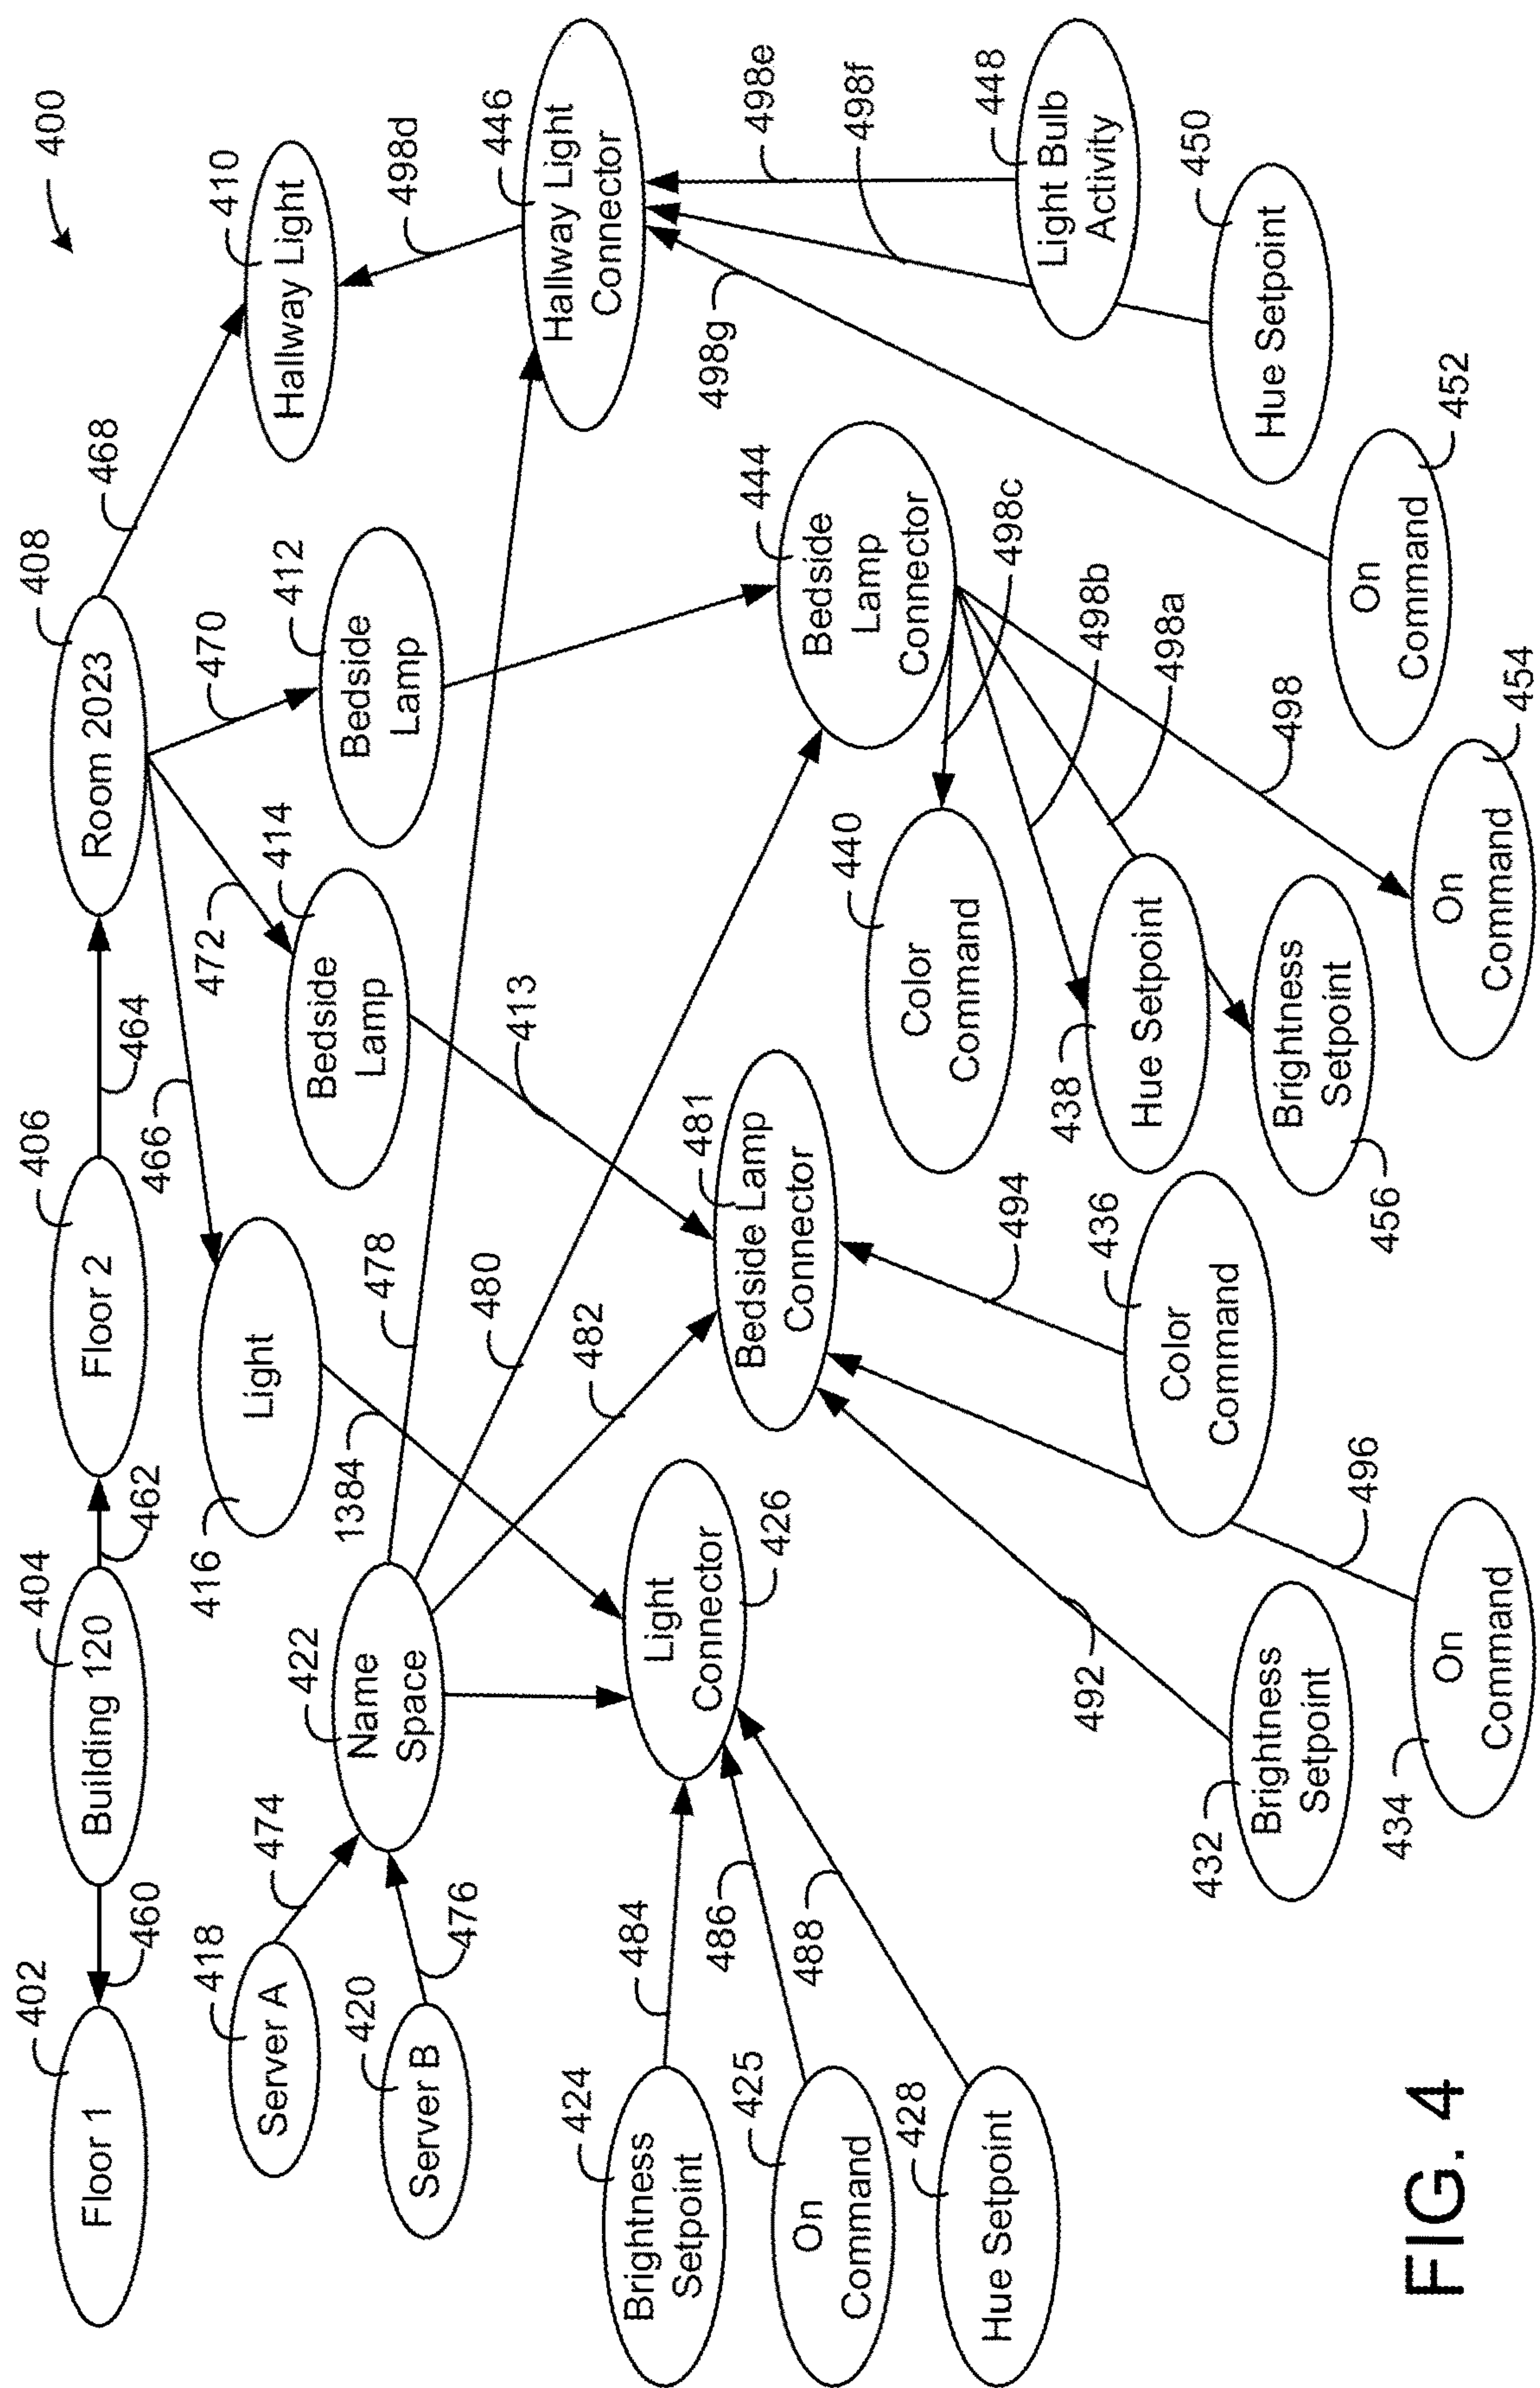 400
402
Floor 1
460
404
Building 120
462
406
Floor 2
464
408
Room 2023
468
410
Hallway Light
470
412
Bedside
Lamp
472
414
Bedside
Lamp
466
416
Light
418
Server A
474
420
Server B
476
422
Name
Space
478
480
482
1384
413
498d
446
Hallway Light
Connector
424
Brightness
Setpoint
484
425
On
Command
486
428
Hue Setpoint
488
Light
Connector
426
481
Bedside Lamp
Connector
444
Bedside
Lamp
Connector
498g
498e
498f
448
Light Bulb
Activity
450
Hue Setpoint
452
On
Command
498c
498b
498a
498
440
Color
Command
438
Hue Setpoint
456
Brightness
Setpoint
454
On
Command
494
436
Color
Command
492
496
432
Brightness
Setpoint
434
On
Command
FIG. 4